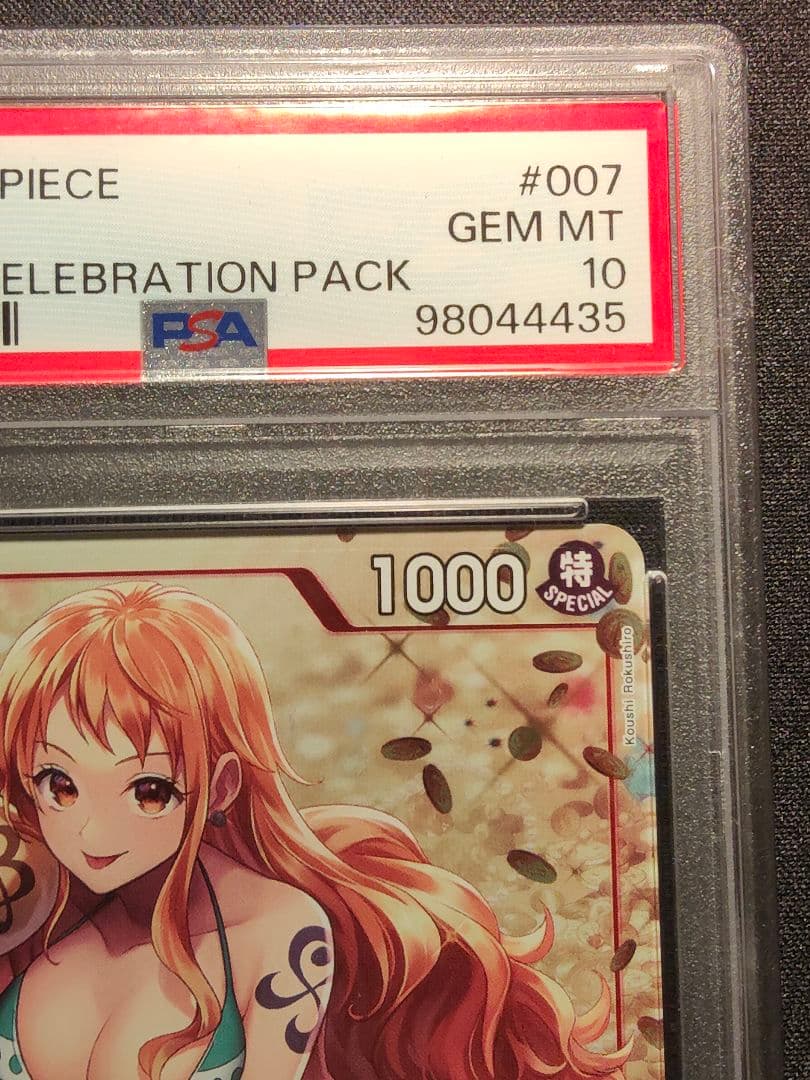 PIECE #007
GEM MT
ELEBRATION PACK 10
PSA 98044435
1000 特
SPECIAL
Koushi Rokushiro